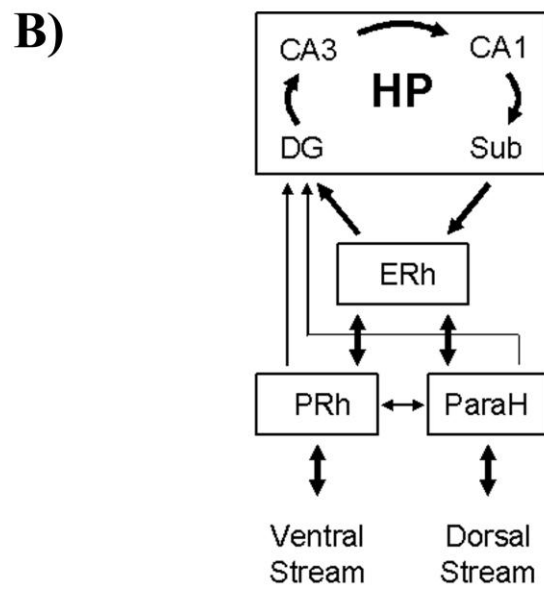 B)
CA3 CA1
HP
DG Sub
ERh
PRh ParaH
Ventral Dorsal
Stream Stream